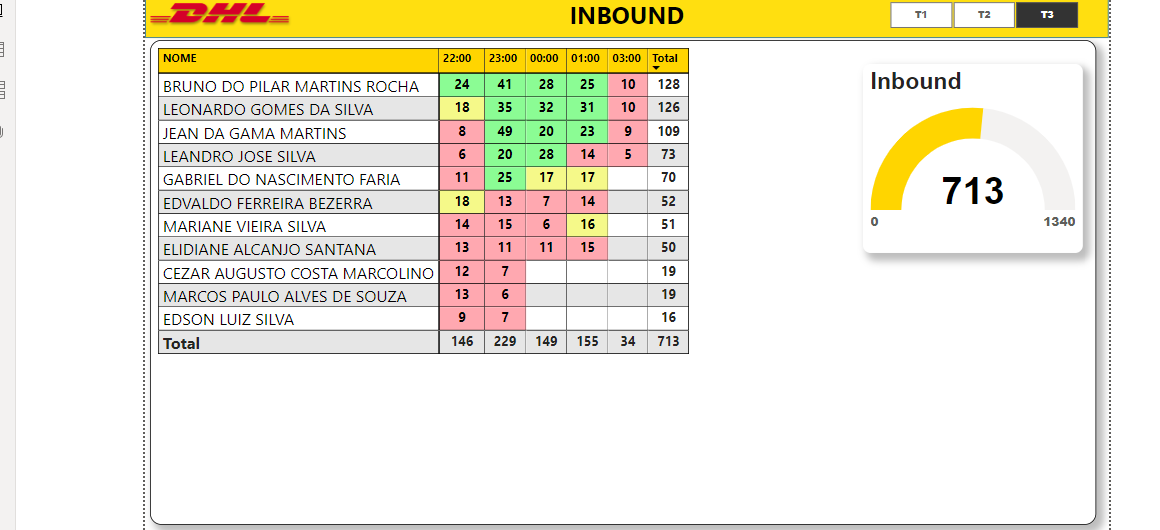 DHL INBOUND T1 T2 T3
NOME 22:00 23:00 00:00 01:00 03:00 Total
Inbound
BRUNO DO PILAR MARTINS ROCHA 24 41 28 25 10 128
LEONARDO GOMES DA SILVA 18 35 32 31 10 126
JEAN DA GAMA MARTINS 8 49 20 23 9 109
LEANDRO JOSE SILVA 6 20 28 14 5 73
GABRIEL DO NASCIMENTO FARIA 11 25 17 17 70
713
EDVALDO FERREIRA BEZERRA 18 13 7 14 52
MARIANE VIEIRA SILVA 14 15 6 16 51
0 1340
ELIDIANE ALCANJO SANTANA 13 11 11 15 50
CEZAR AUGUSTO COSTA MARCOLINO 12 7 19
MARCOS PAULO ALVES DE SOUZA 13 6 19
EDSON LUIZ SILVA 9 7 16
Total 146 229 149 155 34 713